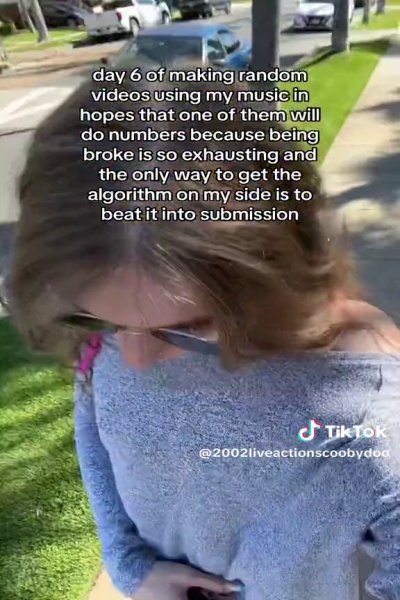 day 6 of making random
videos using my music in
hopes that one of them will
do numbers because being
broke is so exhausting and
the only way to get the
algorithm on my side is to
beat it into submission
TikTok
@2002liveactionscoobydoo